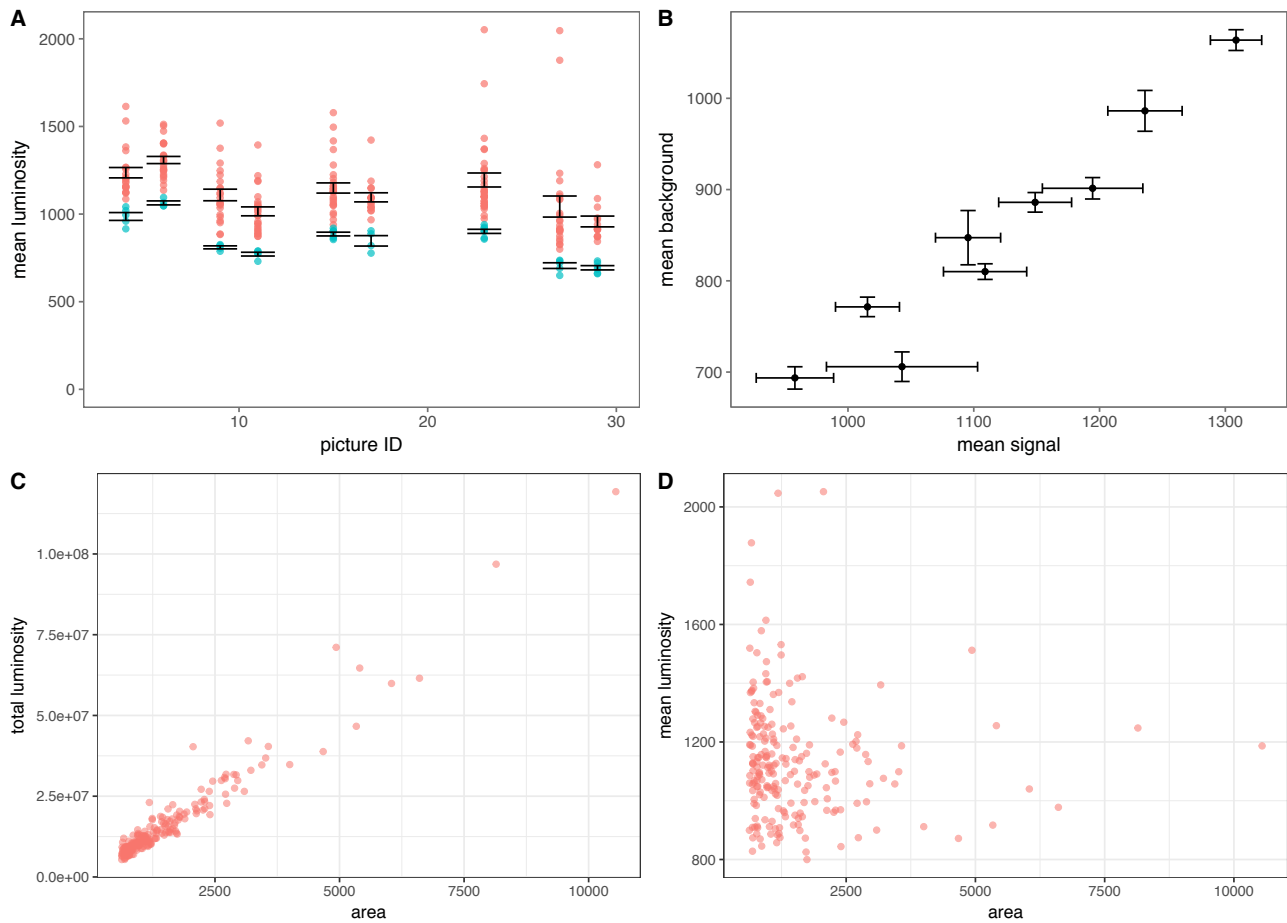 A
mean luminosity
2000
1500
1000
500
0
10
20
30
picture ID
B
mean background
1000
900
800
700
1000
1100
1200
1300
mean signal
C
total luminosity
1.0e+08
7.5e+07
5.0e+07
2.5e+07
0.0e+00
2500
5000
7500
10000
area
D
mean luminosity
2000
1600
1200
800
2500
5000
7500
10000
area